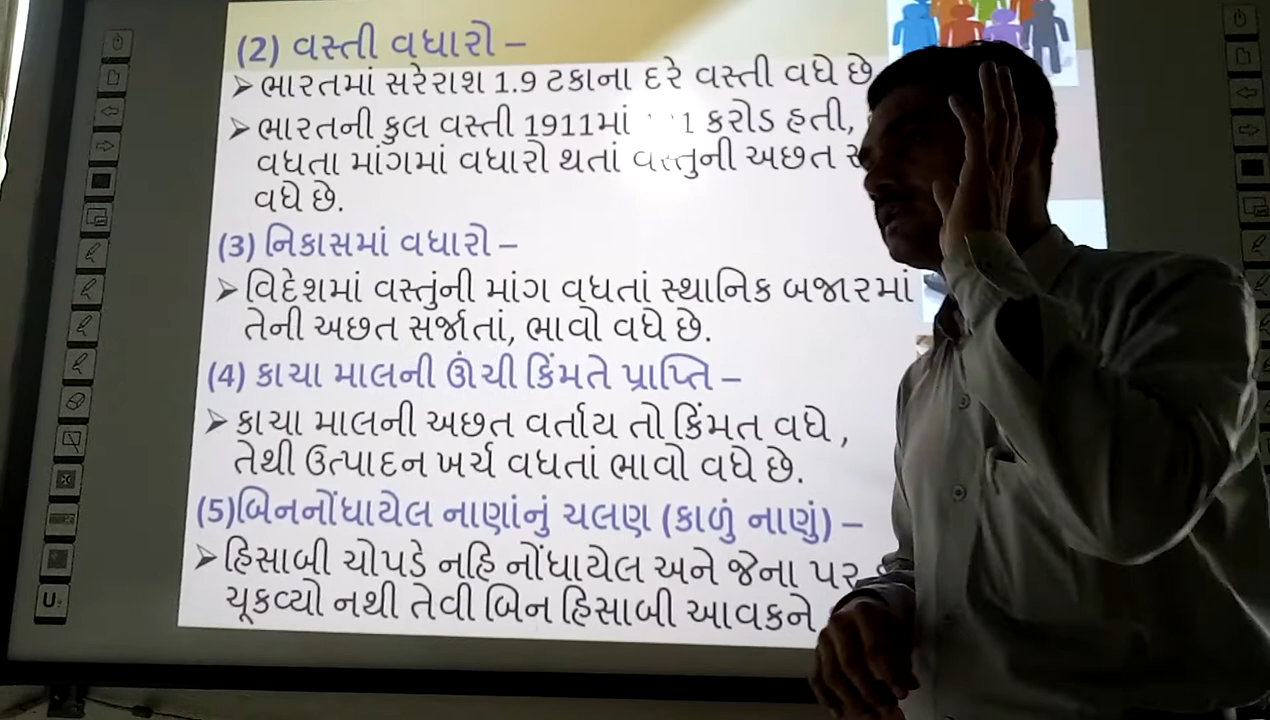 (2) વસ્તી વધારો –
➢ ભારતમાં સરેરાશ 1.9 ટકાના દરે વસ્તી વધે છે
➢ ભારતની કુલ વસ્તી 1911માં કરોડ હતી,
વધતા માંગમાં વધારો થતાં વસ્તુની અછત
વધે છે.
(3) નિકાસમાં વધારો –
➢ વિદેશમાં વસ્તુંની માંગ વધતાં સ્થાનિક બજારમાં
તેની અછત સર્જાતાં, ભાવો વધે છે.
(4) કાચા માલની ઊંચી કિંમતે પ્રાપ્તિ –
➢ કાચા માલની અછત વર્તાય તો કિંમત વધે ,
તેથી ઉત્પાદન ખર્ચ વધતાં ભાવો વધે છે.
(5)બિનનોંધાયેલ નાણાંનું ચલણ (કાળું નાણું) –
➢ હિસાબી ચોપડે નહિ નોંધાયેલ અને જેના પર
ચૂકવ્યો નથી તેવી બિન હિસાબી આવકને